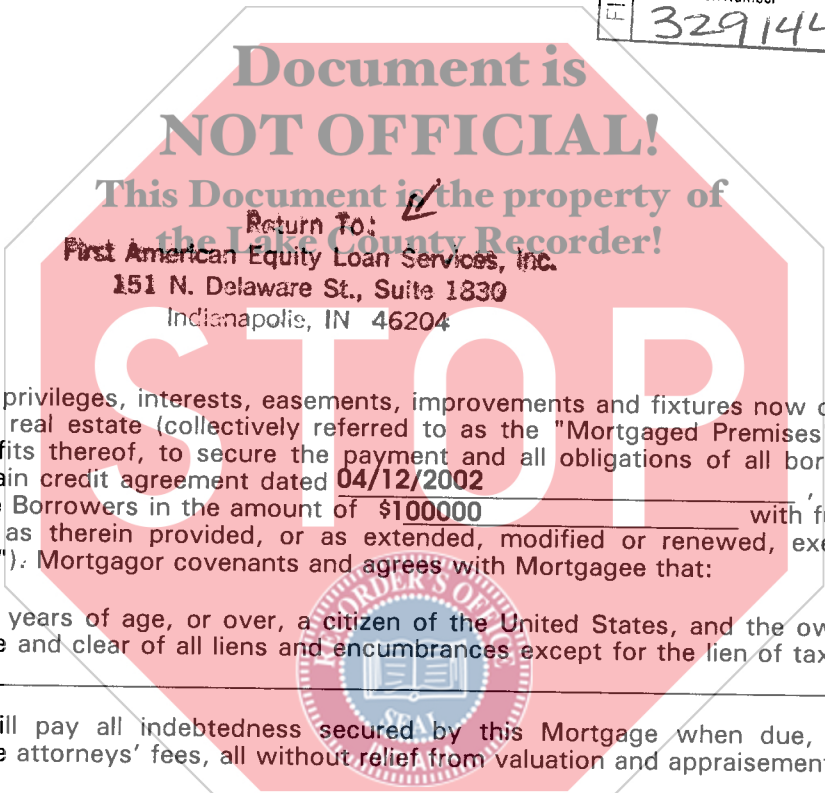 329144
Document is
NOT OFFICIAL!
This Document is the property of
the Lake County Recorder!
Return To:
First American Equity Loan Services, Inc.
151 N. Delaware St., Suite 1830
Indianapolis, IN 46204
STOP
privileges, interests, easements, improvements and fixtures now
real estate (collectively referred to as the "Mortgaged Premises
fits thereof, to secure the payment and all obligations of all bor
ain credit agreement dated 04/12/2002 ,
Borrowers in the amount of $100000 with f
as therein provided, or as extended, modified or renewed, exe
"). Mortgagor covenants and agrees with Mortgagee that:
years of age, or over, a citizen of the United States, and the ow
e and clear of all liens and encumbrances except for the lien of tax
ill pay all indebtedness secured by this Mortgage when due,
e attorneys' fees, all without relief from valuation and appraisement
RECORDER'S OFFICE
SEAL
INDIANA